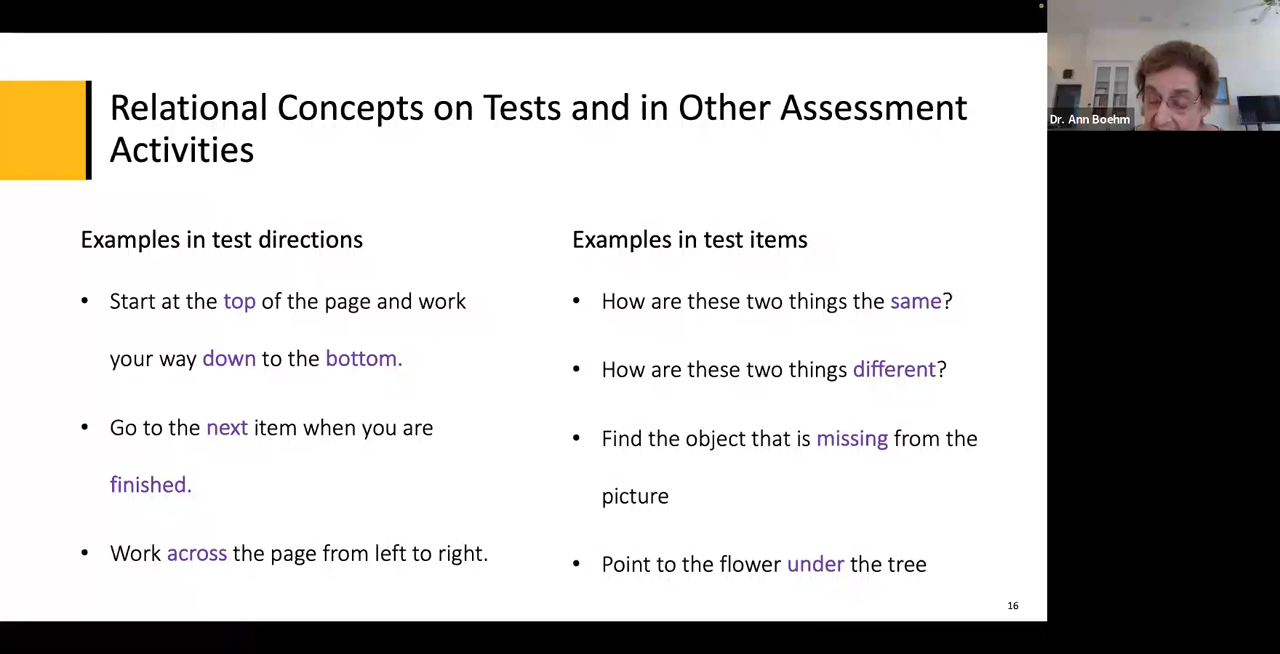 Relational Concepts on Tests and in Other Assessment
Activities
Examples in test directions
• Start at the top of the page and work
your way down to the bottom.
• Go to the next item when you are
finished.
• Work across the page from left to right.
Examples in test items
• How are these two things the same?
• How are these two things different?
• Find the object that is missing from the
picture
• Point to the flower under the tree
16
Dr. Ann Boehm